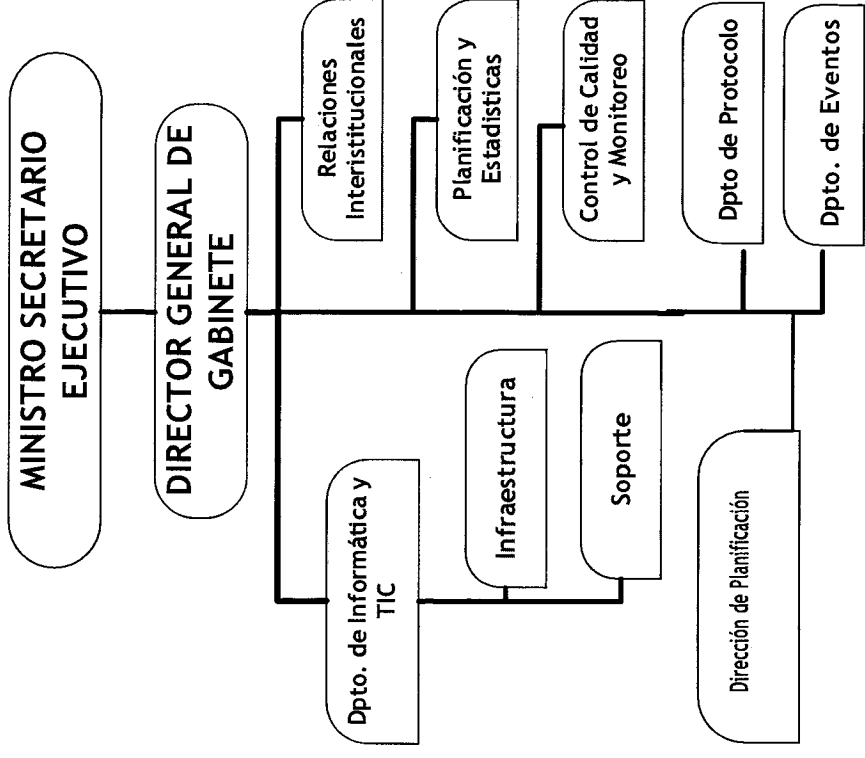 MINISTRO SECRETARIO
EJECUTIVO
DIRECTOR GENERAL DE
GABINETE
Dpto. de Informática y
TIC
Infraestructura
Soporte
Dirección de Planificación
Relaciones
Interistitucionales
Planificación y
Estadisticas
Control de Calidad
y Monitoreo
Dpto de Protocolo
Dpto. de Eventos